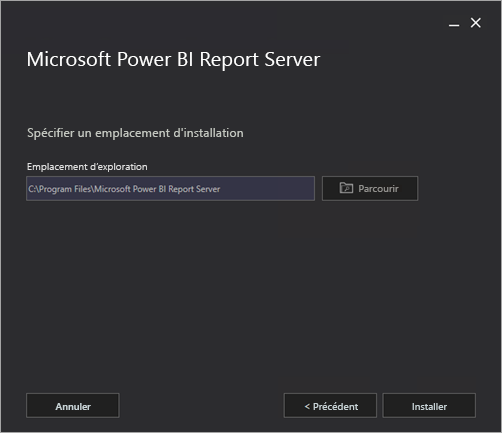 Microsoft Power BI Report Server
Spécifier un emplacement d'installation
Emplacement d'exploration
C:\Program Files\Microsoft Power BI Report Server
Parcourir
Annuler
< Précédent
Installer